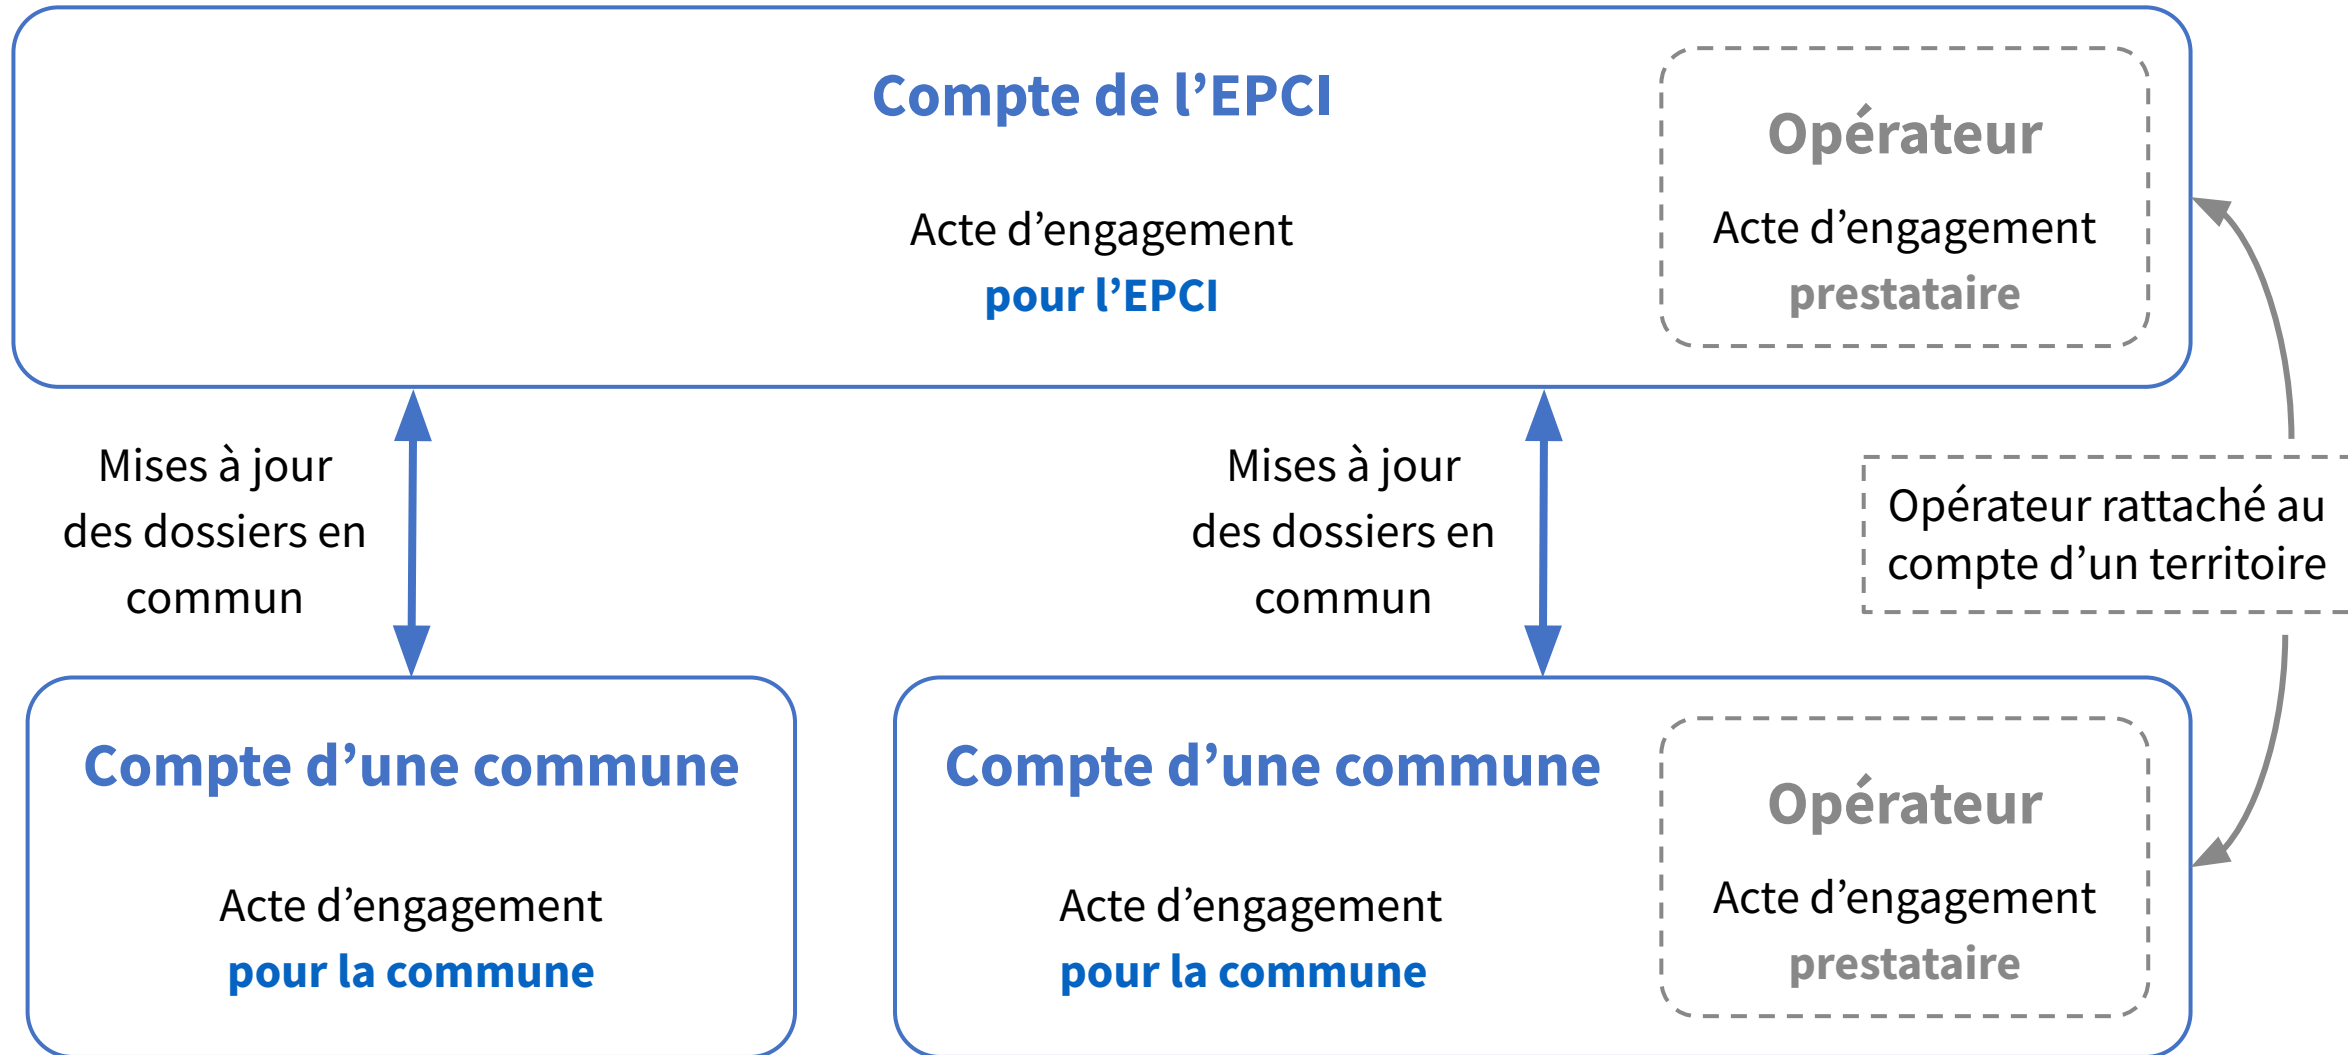 Compte de l’EPCI
Acte d’engagement
pour l’EPCI
Opérateur
Acte d’engagement
prestataire
Mises à jour
des dossiers en
commun
Mises à jour
des dossiers en
commun
Opérateur rattaché au
compte d’un territoire
Compte d’une commune
Acte d’engagement
pour la commune
Compte d’une commune
Acte d’engagement
pour la commune
Opérateur
Acte d’engagement
prestataire